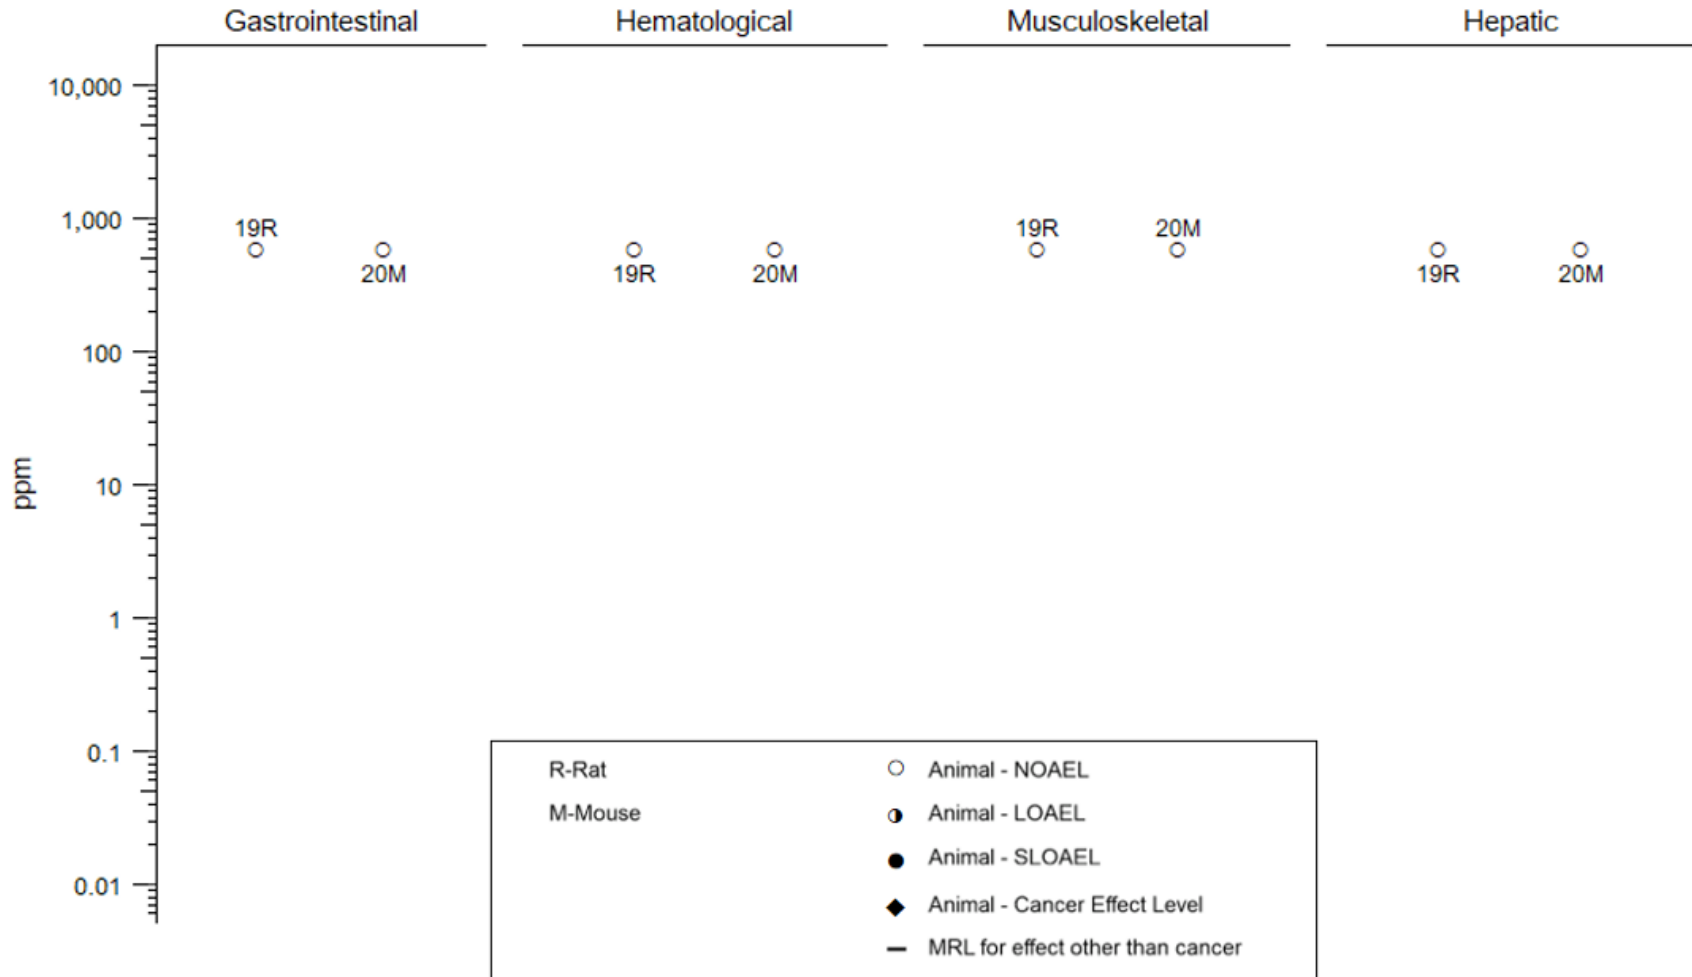 Gastrointestinal Hematological Musculoskeletal Hepatic
10,000
1,000
19R 19R 20M
20M 19R 20M 19R 20M
100
ppm
10
1
0.1
0.01
R-Rat Animal - NOAEL
M-Mouse Animal - LOAEL
Animal - SLOAEL
Animal - Cancer Effect Level
MRL for effect other than cancer